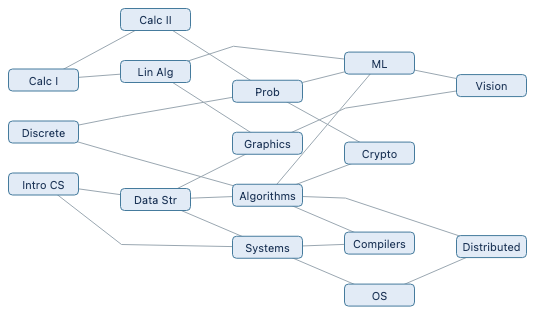 Calc II
Calc I
Lin Alg
ML
Prob
Vision
Discrete
Graphics
Crypto
Intro CS
Data Str
Algorithms
Systems
Compilers
Distributed
OS